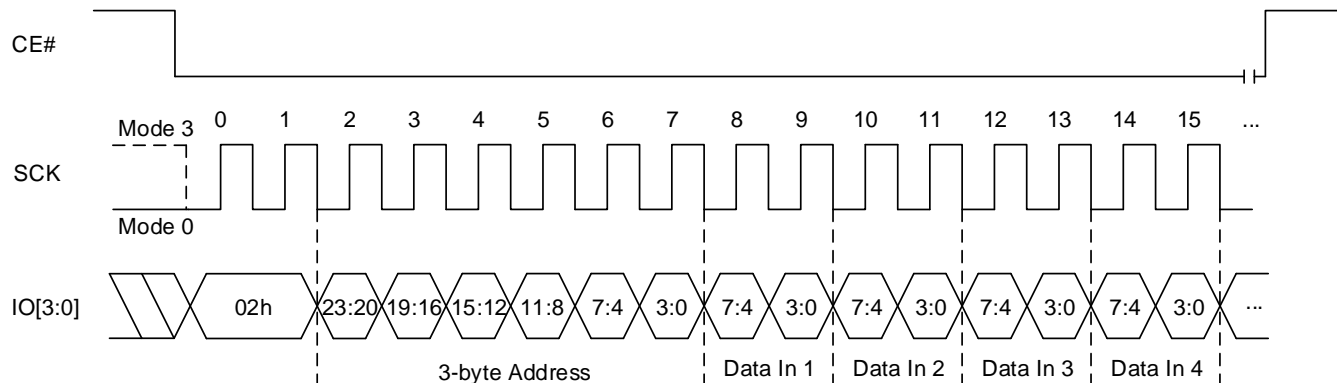 CE#
Mode 3 0 1 2 3 4 5 6 7 8 9 10 11 12 13 14 15 ...
SCK
Mode 0
IO[3:0] 02h 23:20 19:16 15:12 11:8 7:4 3:0 7:4 3:0 7:4 3:0 7:4 3:0 7:4 3:0 ...
3-byte Address Data In 1 Data In 2 Data In 3 Data In 4